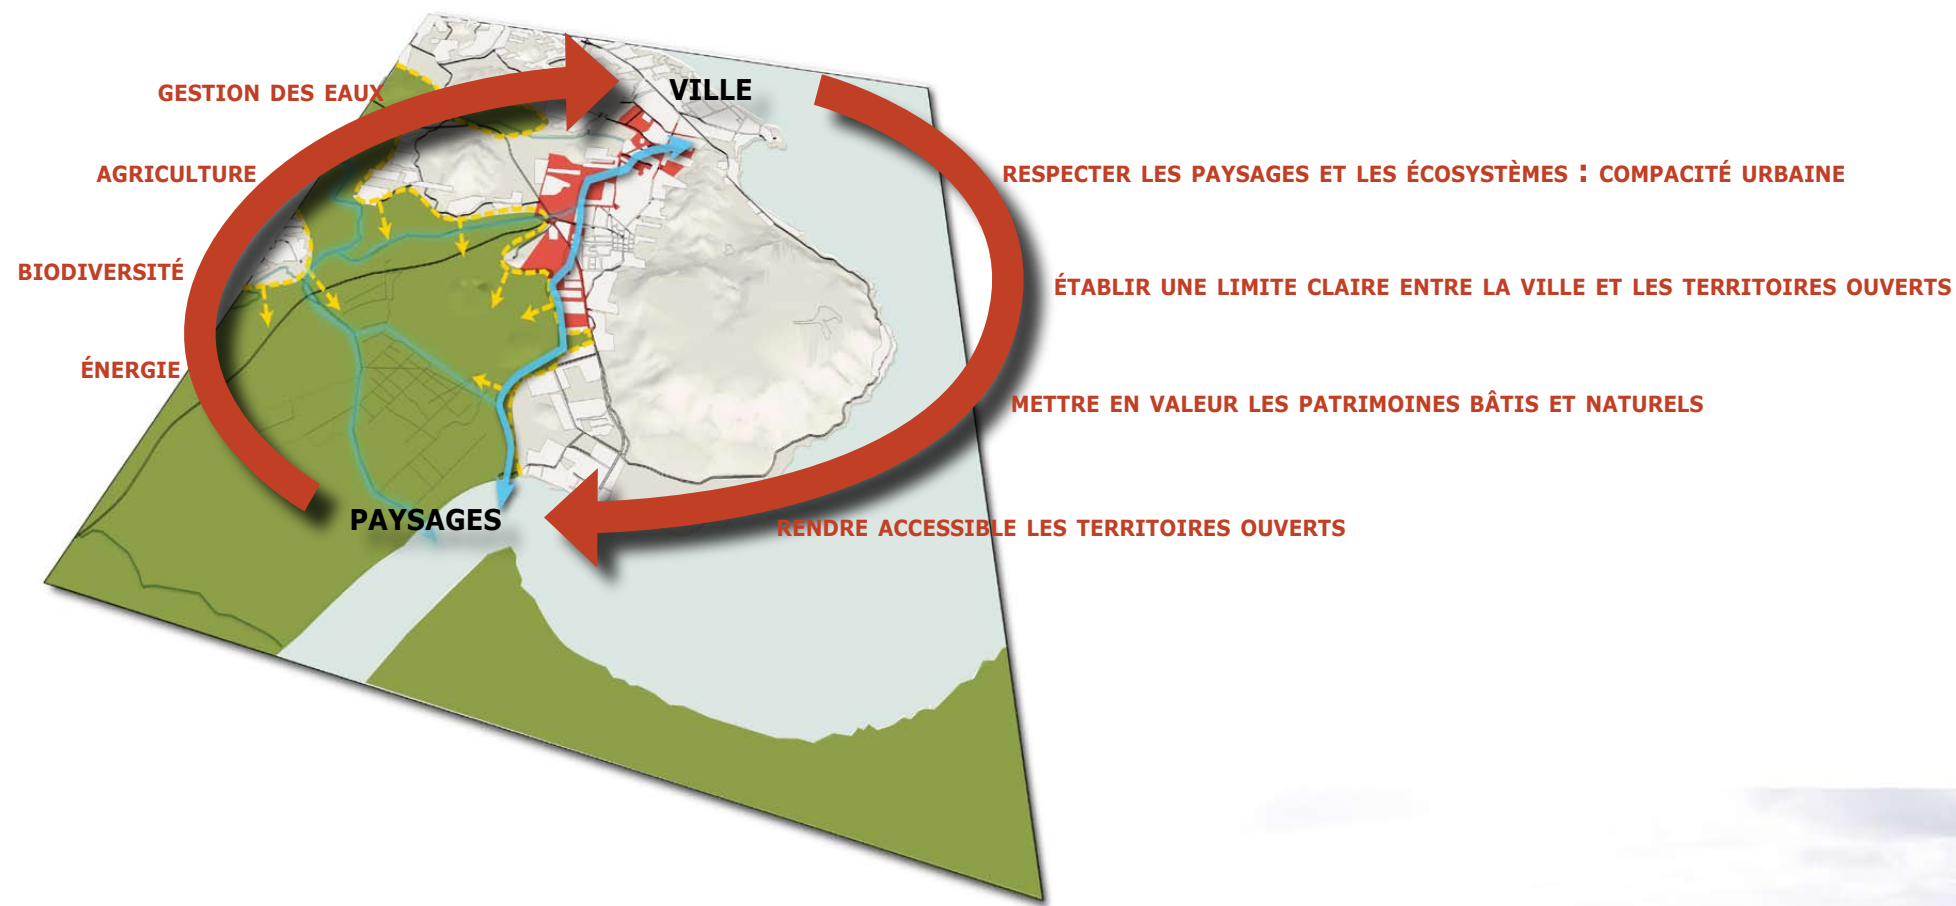 GESTION DES EAUX
VILLE
AGRICULTURE
RESPECTER LES PAYSAGES ET LES ÉCOSYSTÈMES : COMPACITÉ URBAINE
BIODIVERSITÉ
ÉTABLIR UNE LIMITE CLAIRE ENTRE LA VILLE ET LES TERRITOIRES OUVERTS
ÉNERGIE
METTRE EN VALEUR LES PATRIMOINES BÂTIS ET NATURELS
PAYSAGES
RENDRE ACCESSIBLE LES TERRITOIRES OUVERTS